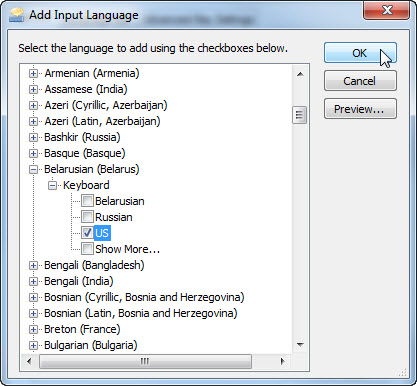 Add Input Language
Select the language to add using the checkboxes below.
OK
Cancel
Preview...
Armenian (Armenia)
Assamese (India)
Azeri (Cyrillic, Azerbaijan)
Azeri (Latin, Azerbaijan)
Bashkir (Russia)
Basque (Basque)
Belarusian (Belarus)
Keyboard
Belarusian
Russian
US
Show More...
Bengali (Bangladesh)
Bengali (India)
Bosnian (Cyrillic, Bosnia and Herzegovina)
Bosnian (Latin, Bosnia and Herzegovina)
Breton (France)
Bulgarian (Bulgaria)